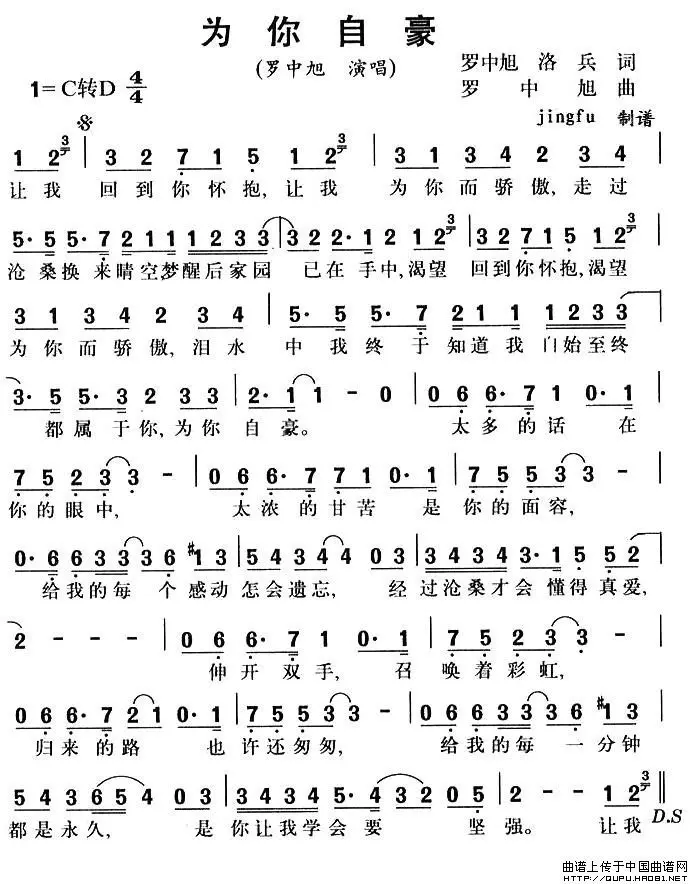 为你自豪
(罗中旭 演唱)
罗中旭 洛兵 词
罗中旭 曲
1=C转D 4/4
jingfu 制谱
1 2 3 | 3 2 7 1 5 1 2 3 | 3 1 3 4 2 3 4 |
让我 回到你怀抱,让我 为你而骄傲,走过
5· 5 5· 7 2 1 1 1 2 3 3 | 3 2 2· 1 2 1 2 3 | 3 2 7 1 5 1 2 |
沧桑换来晴空梦醒后家园 已在手中,渴望 回到你怀抱,渴望
3 1 3 4 2 3 4 | 5· 5 5· 7 2 1 1 1 2 3 3 |
为你而骄傲,泪水 中我终于知道我 始至终
3· 5 5· 3 2 3 2· 3 | 2· 1 1 - 0 | 0 6 6· 7 1 0· 1 |
都属于你,为你 自豪。 太多的话 在
7 5 2 3 3 - | 0 6 6· 7 7 1 0· 1 | 7 5 5 3 3 - |
你的眼中, 太浓的甘苦 是 你的面容,
0· 6 6 3 3 3 6 #1 3 | 5 4 3 4 4 0 3 | 3 4 3 4 3· 1 5 5 2 |
给我的每个感动 怎会遗忘, 经 过沧桑才会懂得真爱,
2 - - - | 0 6 6· 7 1 0· 1 | 7 5 2 3 3 - |
伸开双手, 召 唤着彩虹,
0 6 6· 7 2 1 0· 1 | 7 5 5 3 3 - | 0 6 6 3 3 3 6 #1 3 |
归来的路 也 许还匆匆, 给我的每一分钟
5 4 3 6 5 4 0 3 | 3 4 3 4 5· 4 3 2 0 5 | 2 - - 1 2 3 |
都是永久, 是 你让我学会要 坚强。 让我
D.S
曲谱上传于中国曲谱网
HTTP://QUPU.HAO81.NET